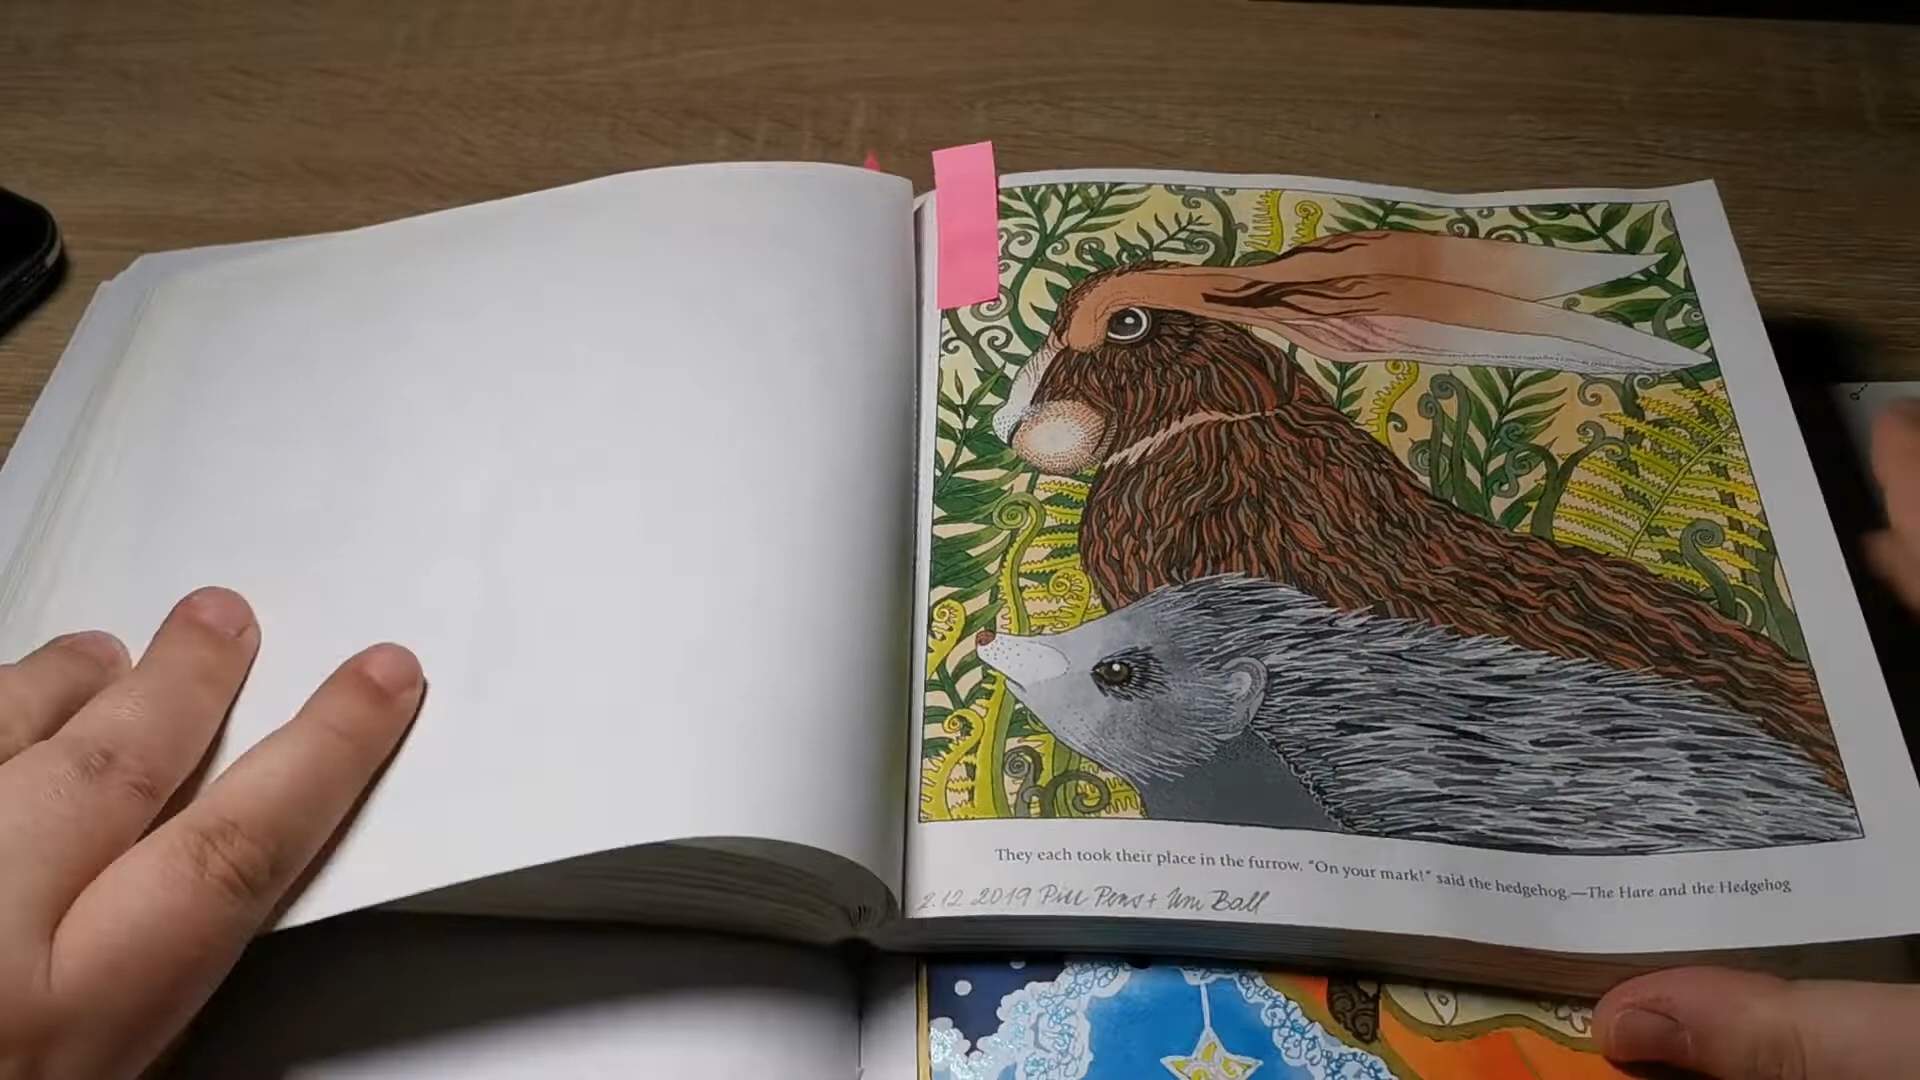 They each took their place in the furrow. "On your mark!" said the hedgehog.—The Hare and the Hedgehog
2.12.2019 Pitt Pens + Uni Ball